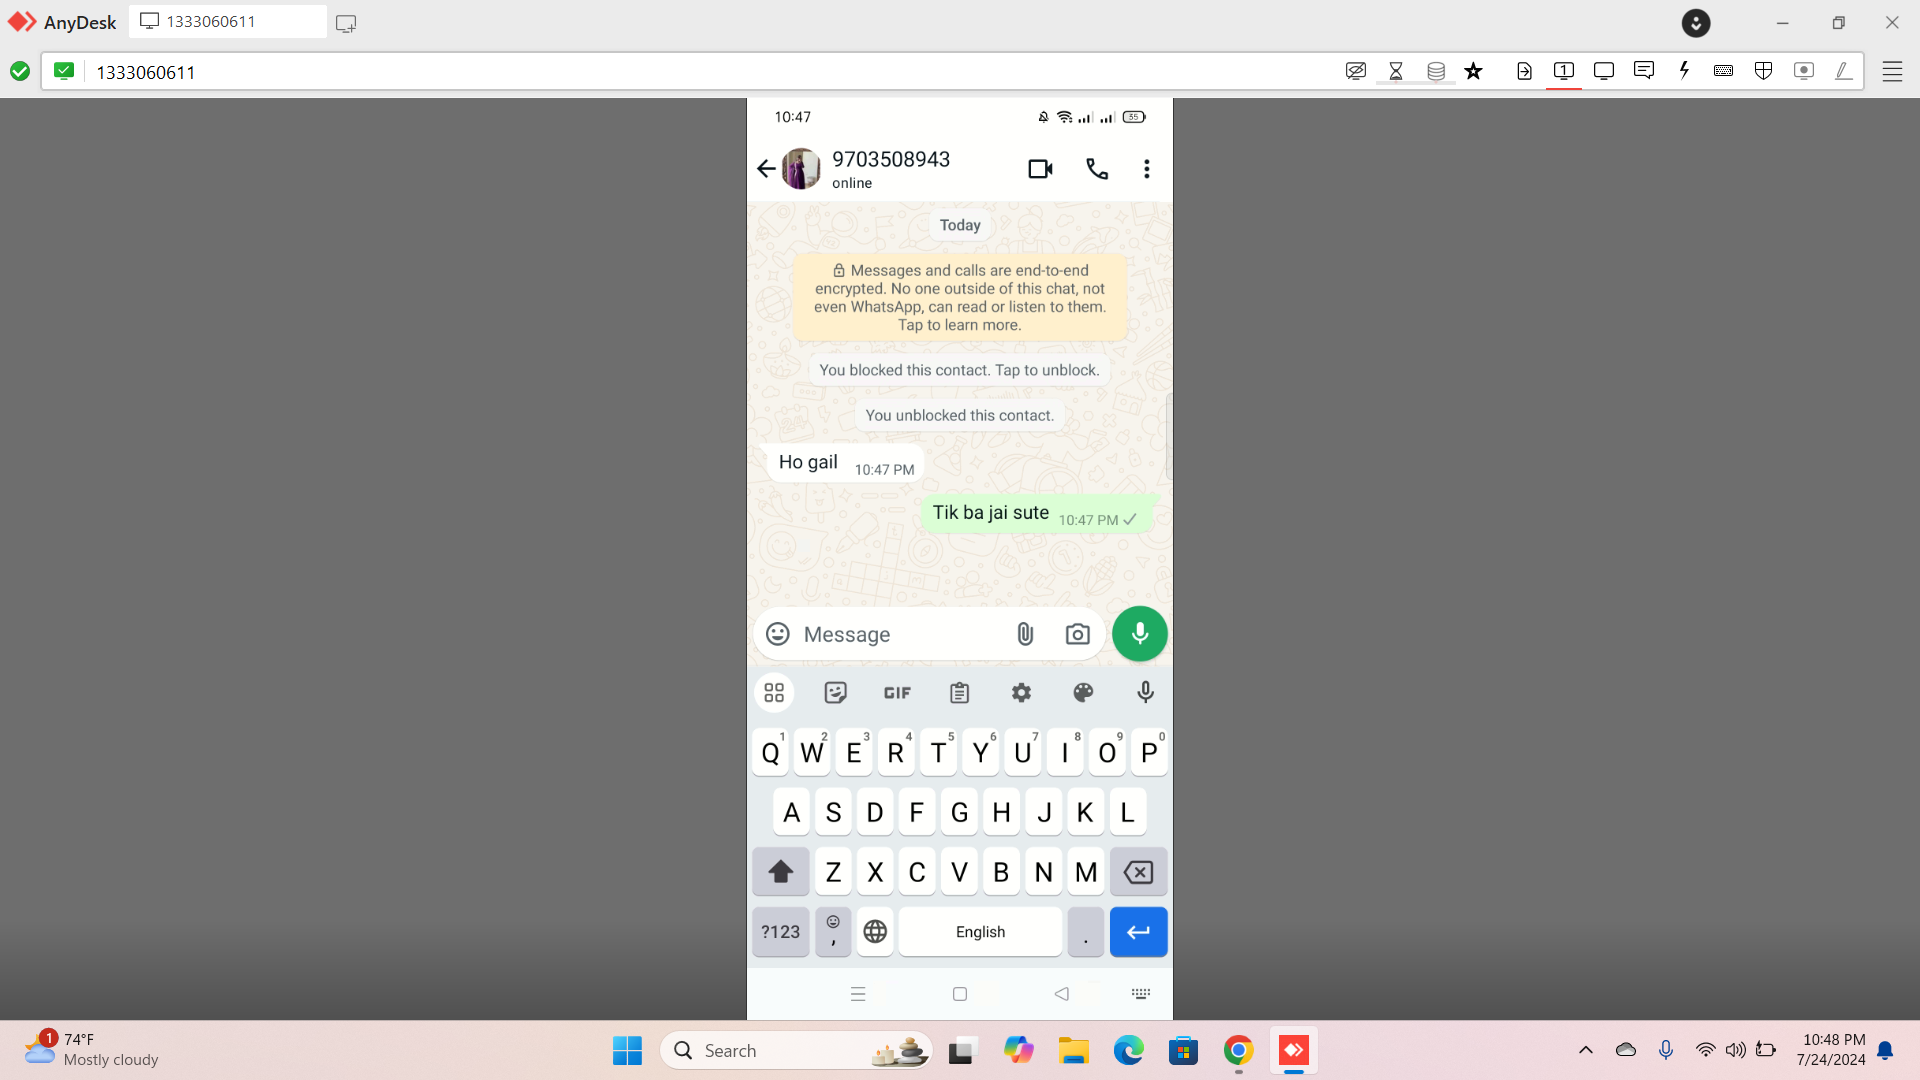 AnyDesk
1333060611
1333060611
1
10:47
35
9703508943
online
Today
Messages and calls are end-to-end
encrypted. No one outside of this chat, not
even WhatsApp, can read or listen to them.
Tap to learn more.
You blocked this contact. Tap to unblock.
You unblocked this contact.
Ho gail 10:47 PM
Tik ba jai sute 10:47 PM
Message
GIF
1 2 3 4 5 6 7 8 9 0
Q W E R T Y U I O P
A S D F G H J K L
Z X C V B N M
?123 , English .
1
74°F
Mostly cloudy
Search
10:48 PM
7/24/2024